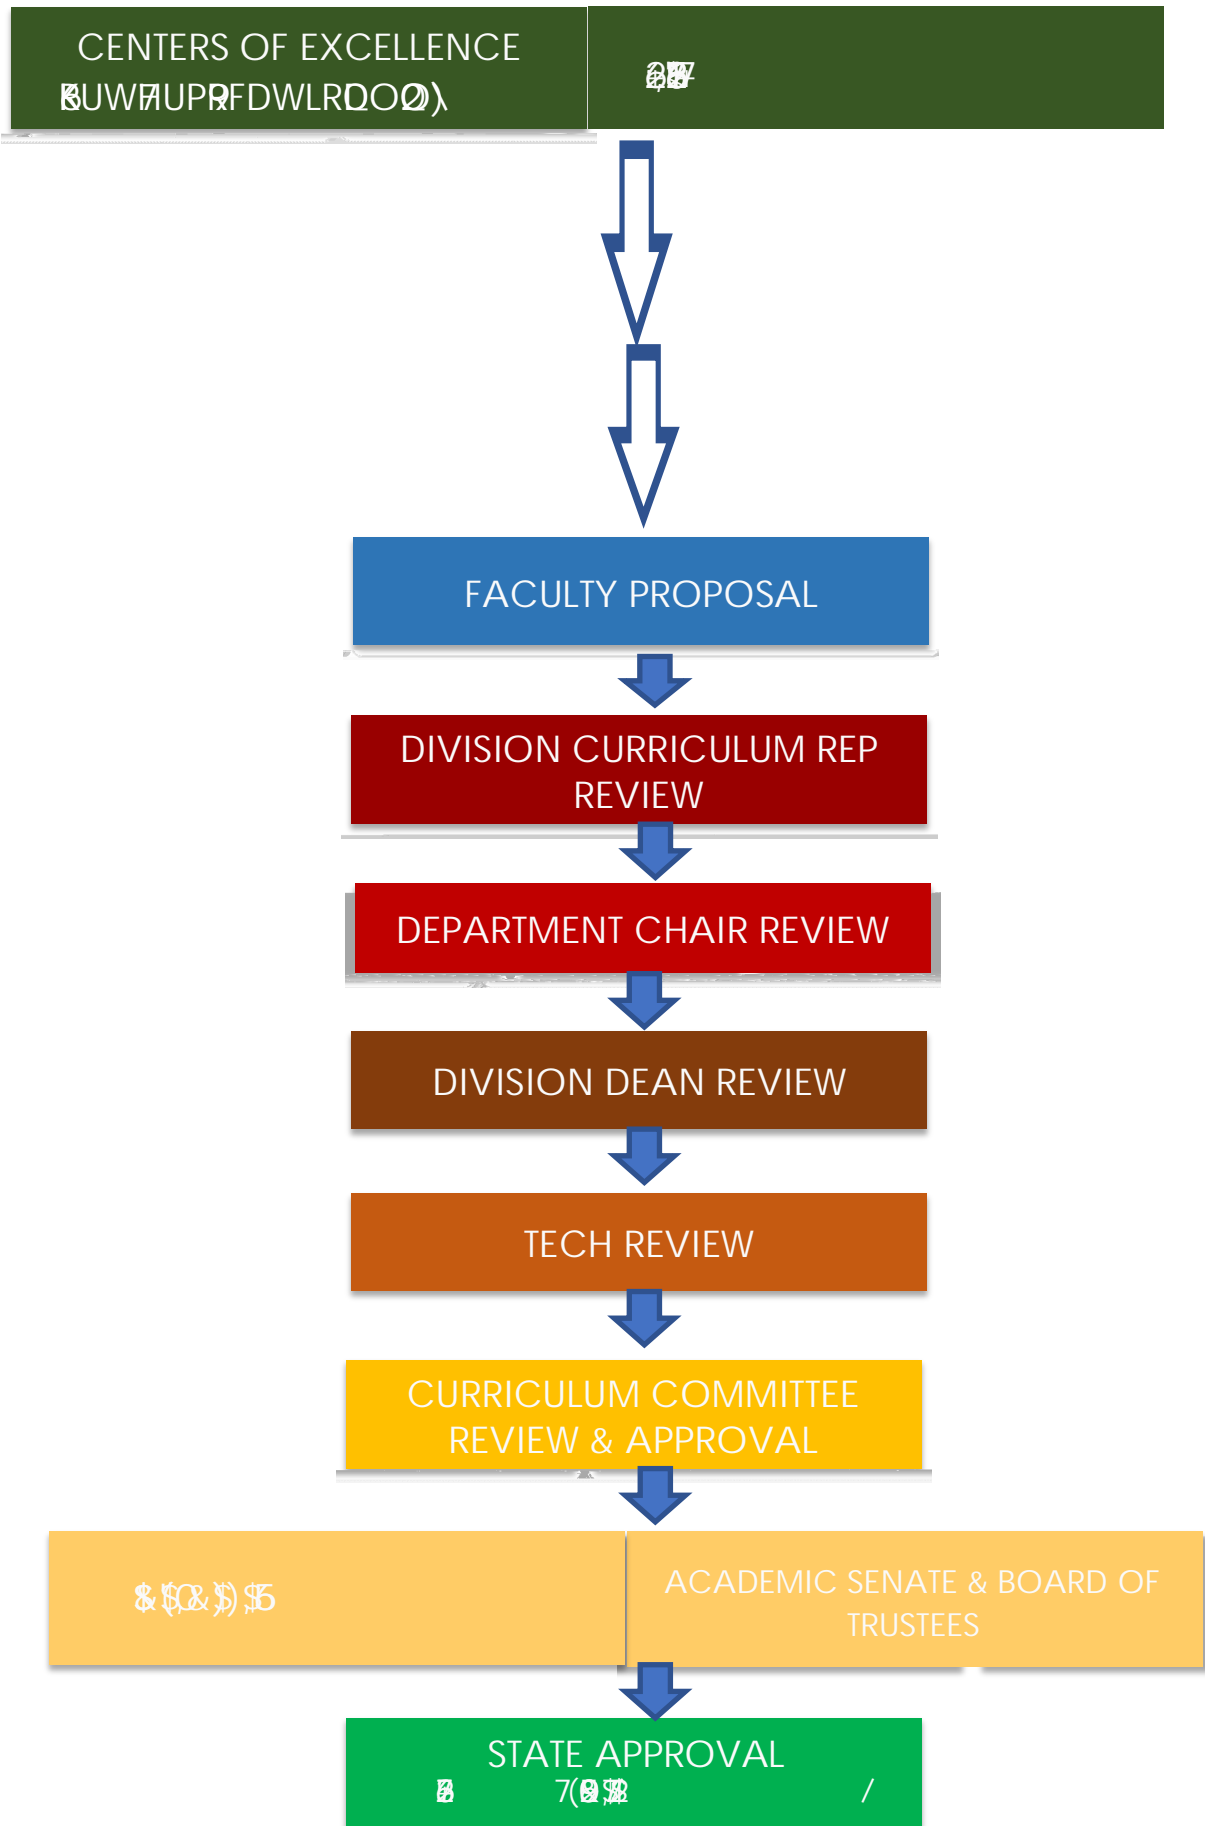 CENTERS OF EXCELLENCE
FACULTY PROPOSAL
DIVISION CURRICULUM REP
REVIEW
DEPARTMENT CHAIR REVIEW
DIVISION DEAN REVIEW
TECH REVIEW
CURRICULUM COMMITTEE
REVIEW & APPROVAL
ACADEMIC SENATE & BOARD OF
TRUSTEES
STATE APPROVAL